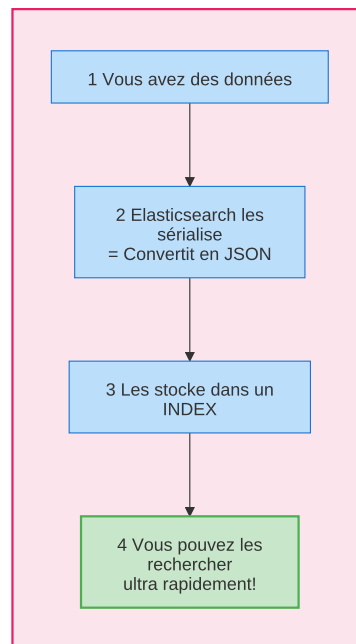 1 Vous avez des données
2 Elasticsearch les
sérialise
= Convertit en JSON
3 Les stocke dans un
INDEX
4 Vous pouvez les
rechercher
ultra rapidement!